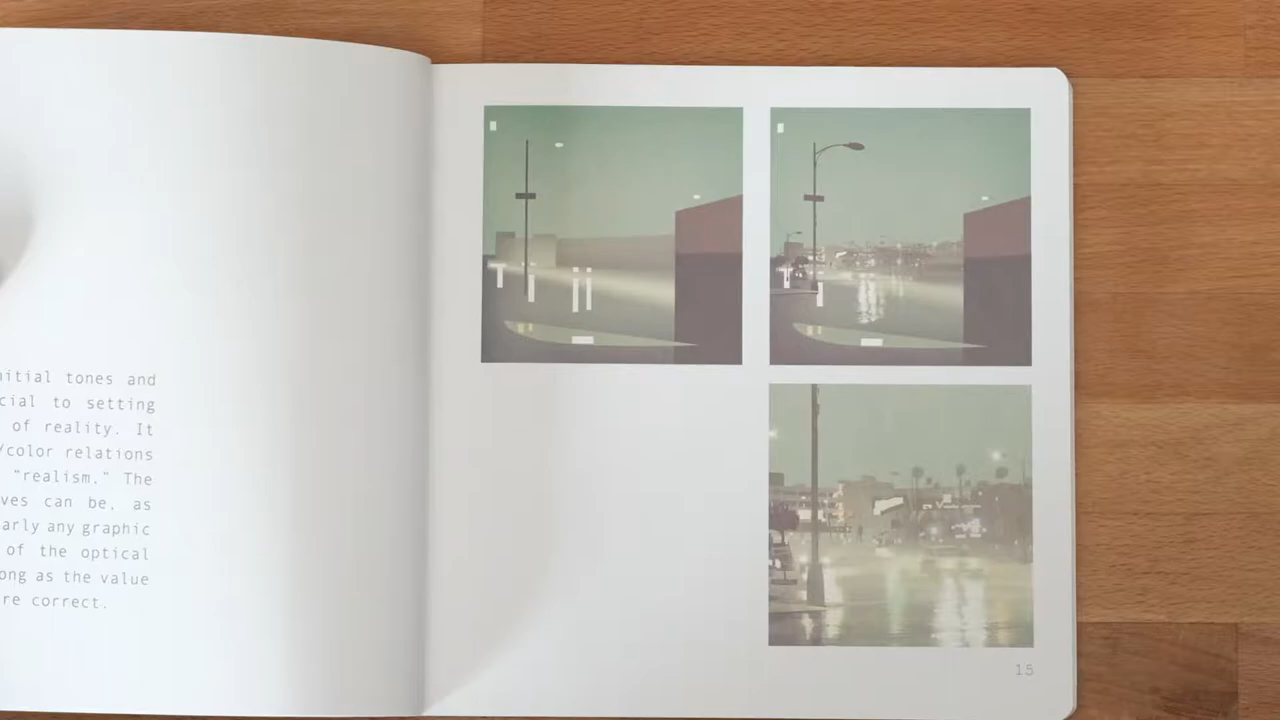 nitial tones and
cial to setting
of reality. It
/color relations
"realism." The
ves can be, as
arly any graphic
of the optical
ong as the value
re correct.
15